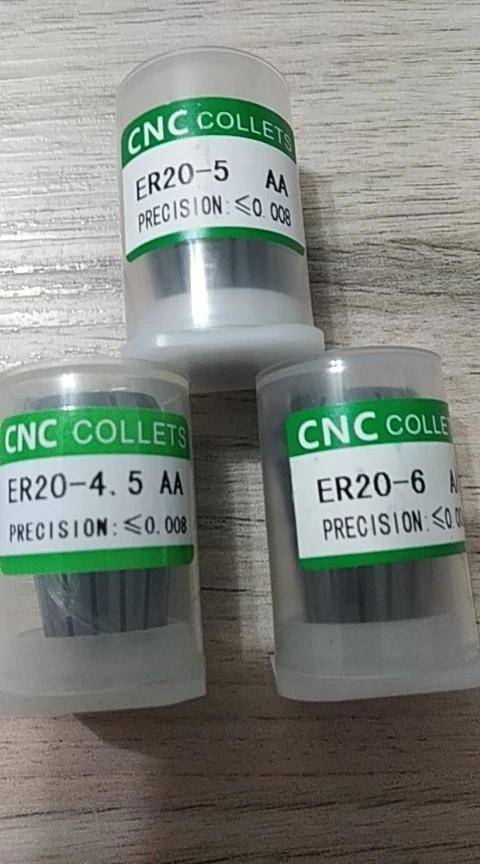 CNC COLLETS
ER20-5 AA
PRECISION:≤0.008
CNC COLLETS
ER20-4.5 AA
PRECISION:≤0.008
CNC COLLE
ER20-6
PRECISION:≤0